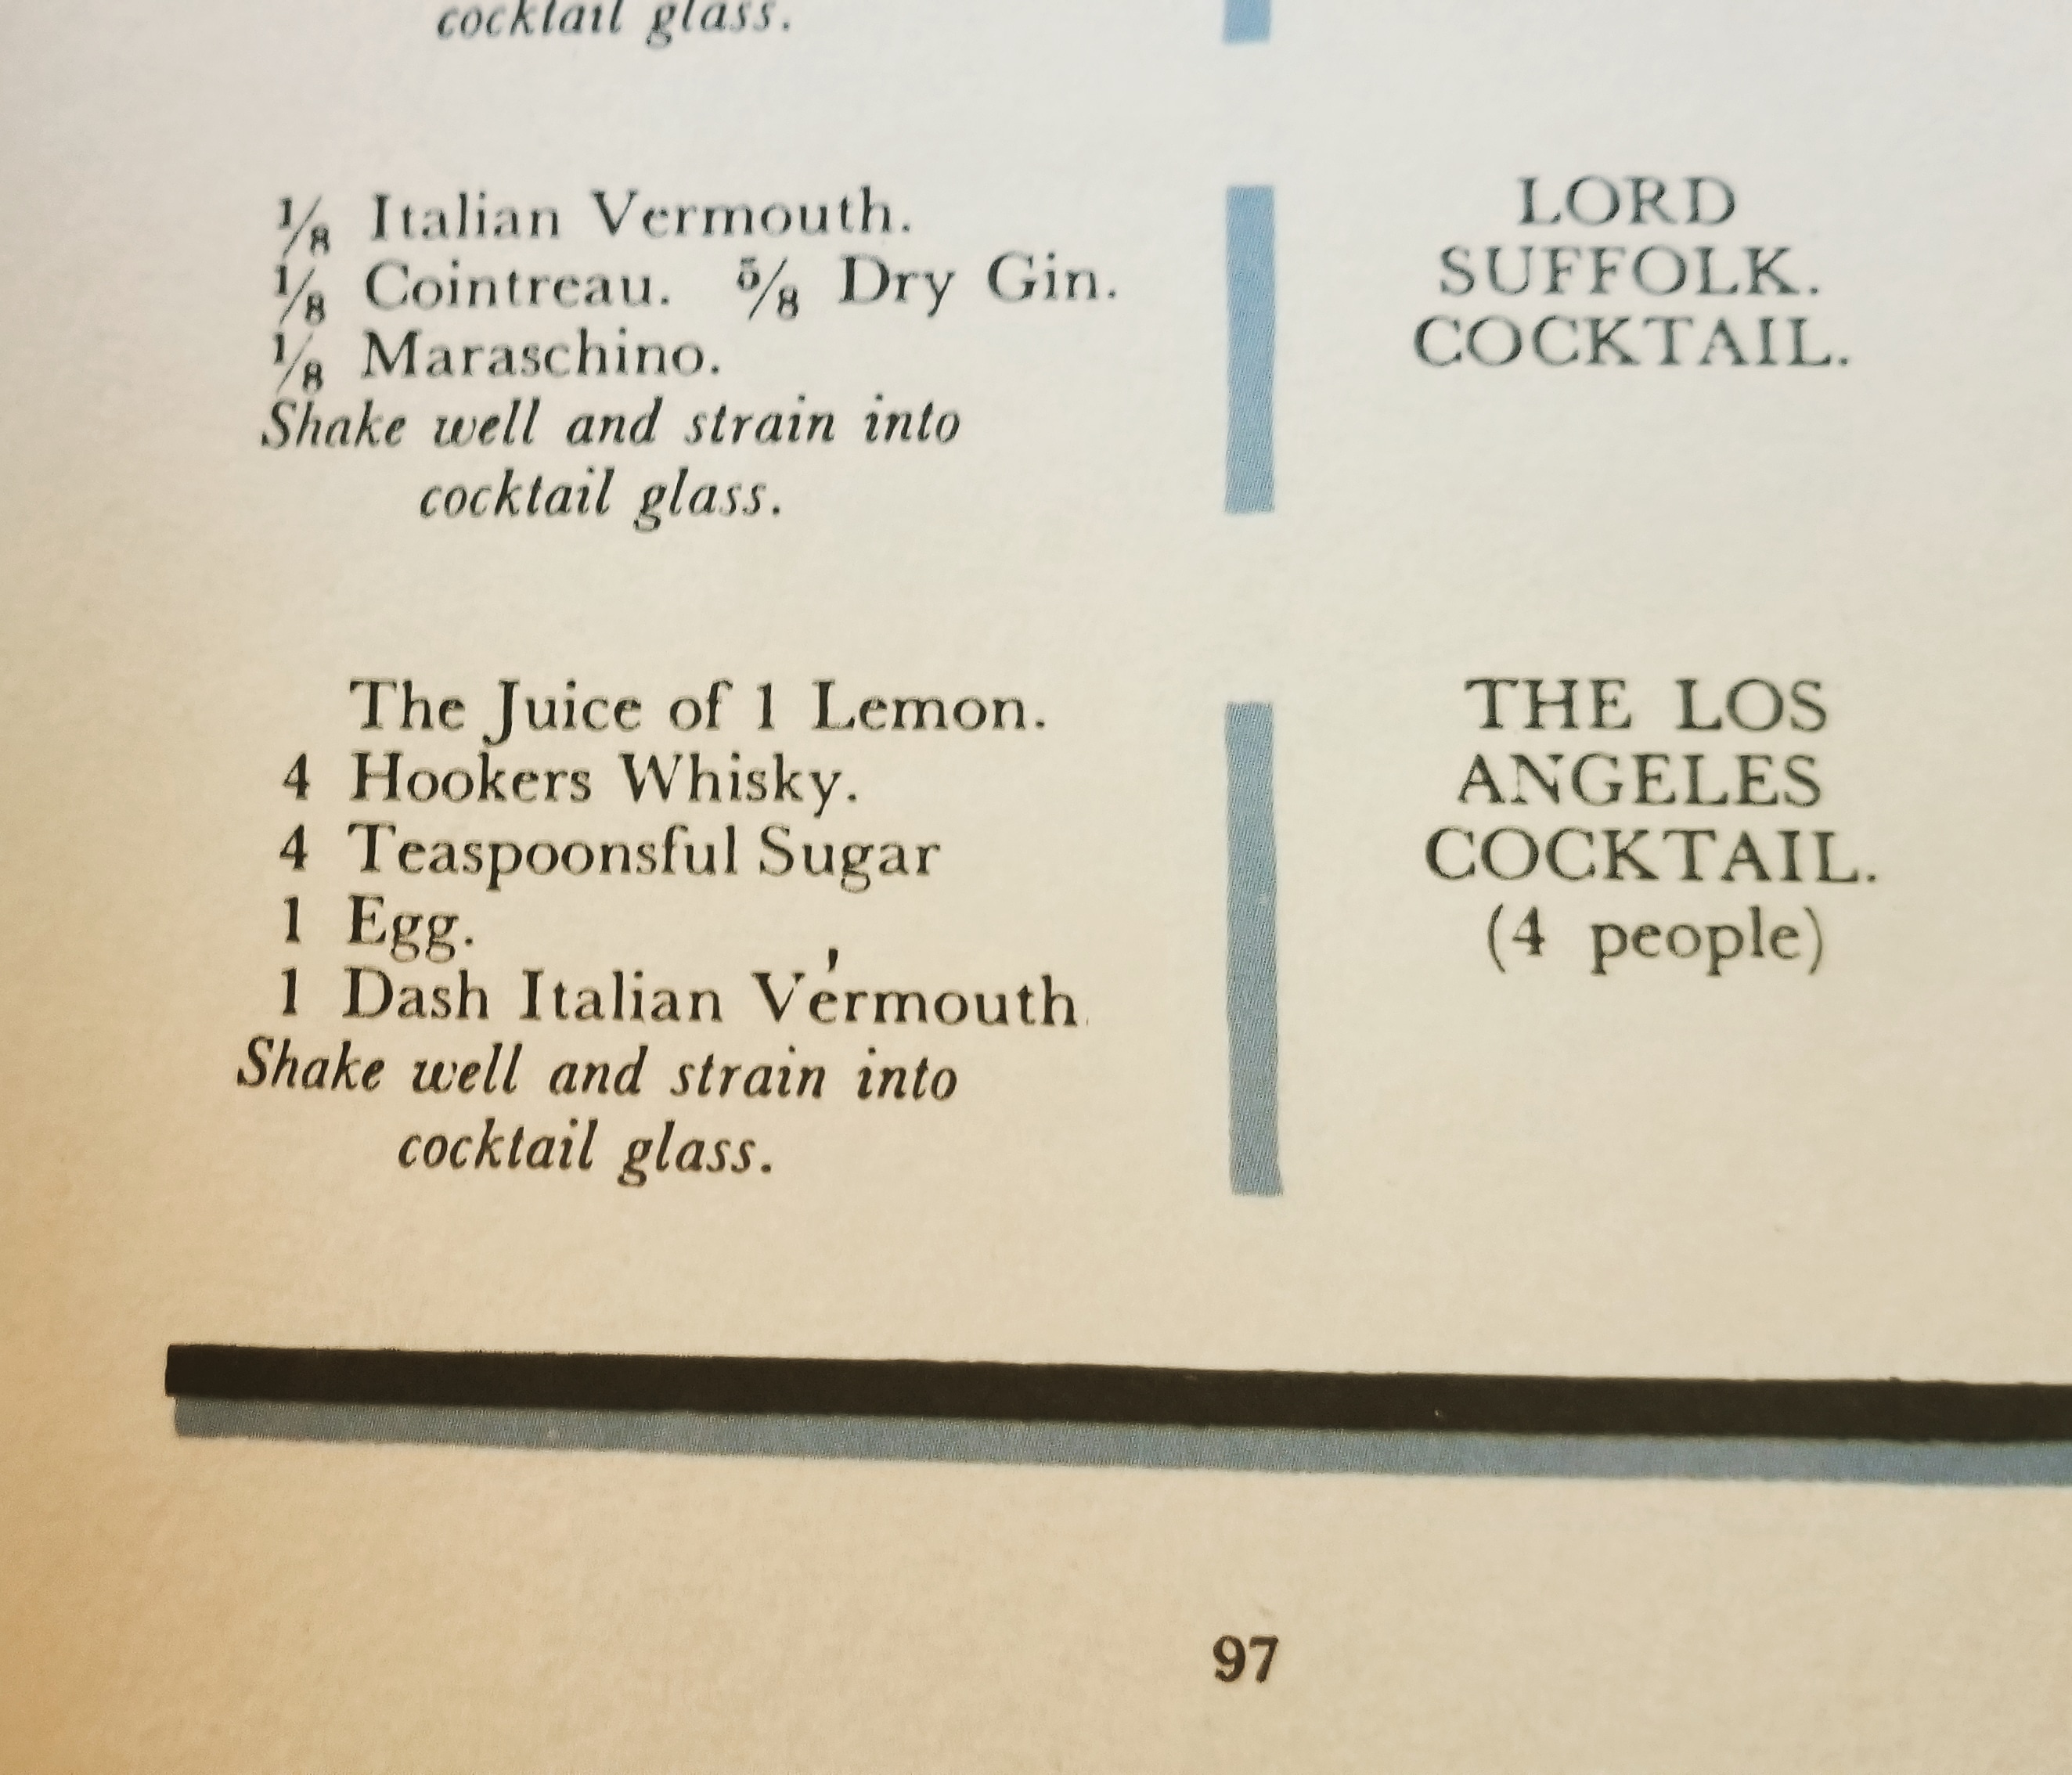 cocktail glass.
⅛ Italian Vermouth.
⅛ Cointreau. ⅝ Dry Gin.
⅛ Maraschino.
Shake well and strain into
cocktail glass.
LORD
SUFFOLK.
COCKTAIL.
The Juice of 1 Lemon.
4 Hookers Whisky.
4 Teaspoonsful Sugar
1 Egg.
1 Dash Italian Vermouth.
Shake well and strain into
cocktail glass.
THE LOS
ANGELES
COCKTAIL.
(4 people)
97